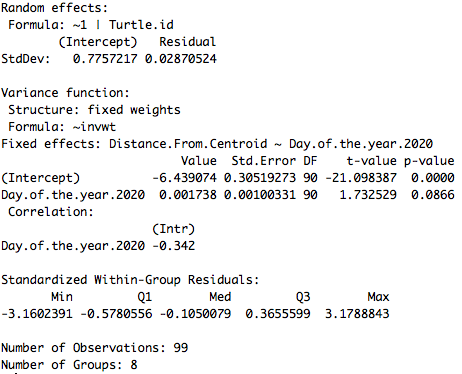 Random effects:
 Formula: ~1 | Turtle.id
        (Intercept)   Residual
StdDev:   0.7757217 0.02870524

Variance function:
 Structure: fixed weights
 Formula: ~invwt
Fixed effects: Distance.From.Centroid ~ Day.of.the.year.2020
                         Value  Std.Error DF    t-value p-value
(Intercept)          -6.439074 0.30519273 90 -21.098387  0.0000
Day.of.the.year.2020  0.001738 0.00100331 90   1.732529  0.0866
 Correlation:
                     (Intr)
Day.of.the.year.2020 -0.342

Standardized Within-Group Residuals:
       Min         Q1        Med         Q3        Max
-3.1602391 -0.5780556 -0.1050079  0.3655599  3.1788843

Number of Observations: 99
Number of Groups: 8